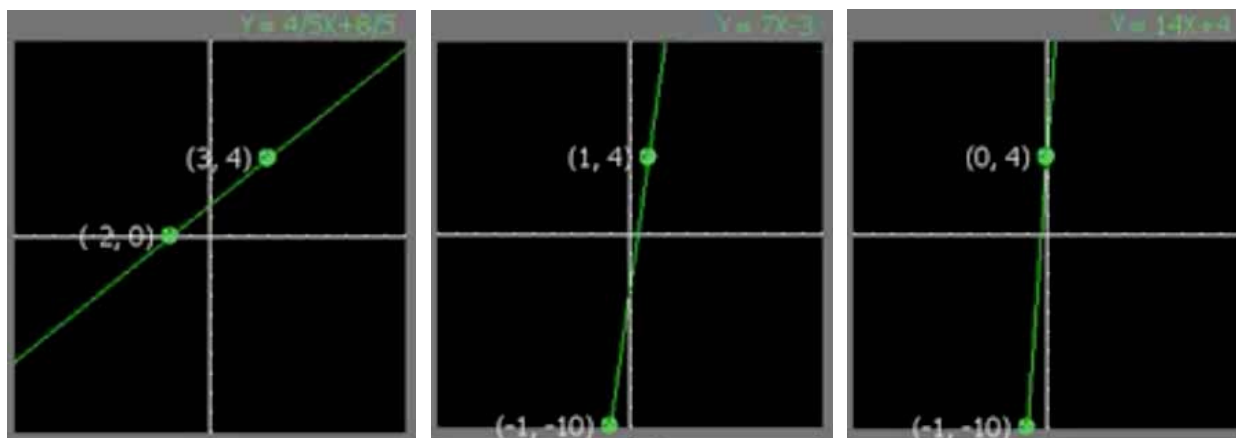 Y = 4/5X+8/5
(3, 4)
(-2, 0)
Y = 7X-3
(1, 4)
(-1, -10)
Y = 14X+4
(0, 4)
(-1, -10)